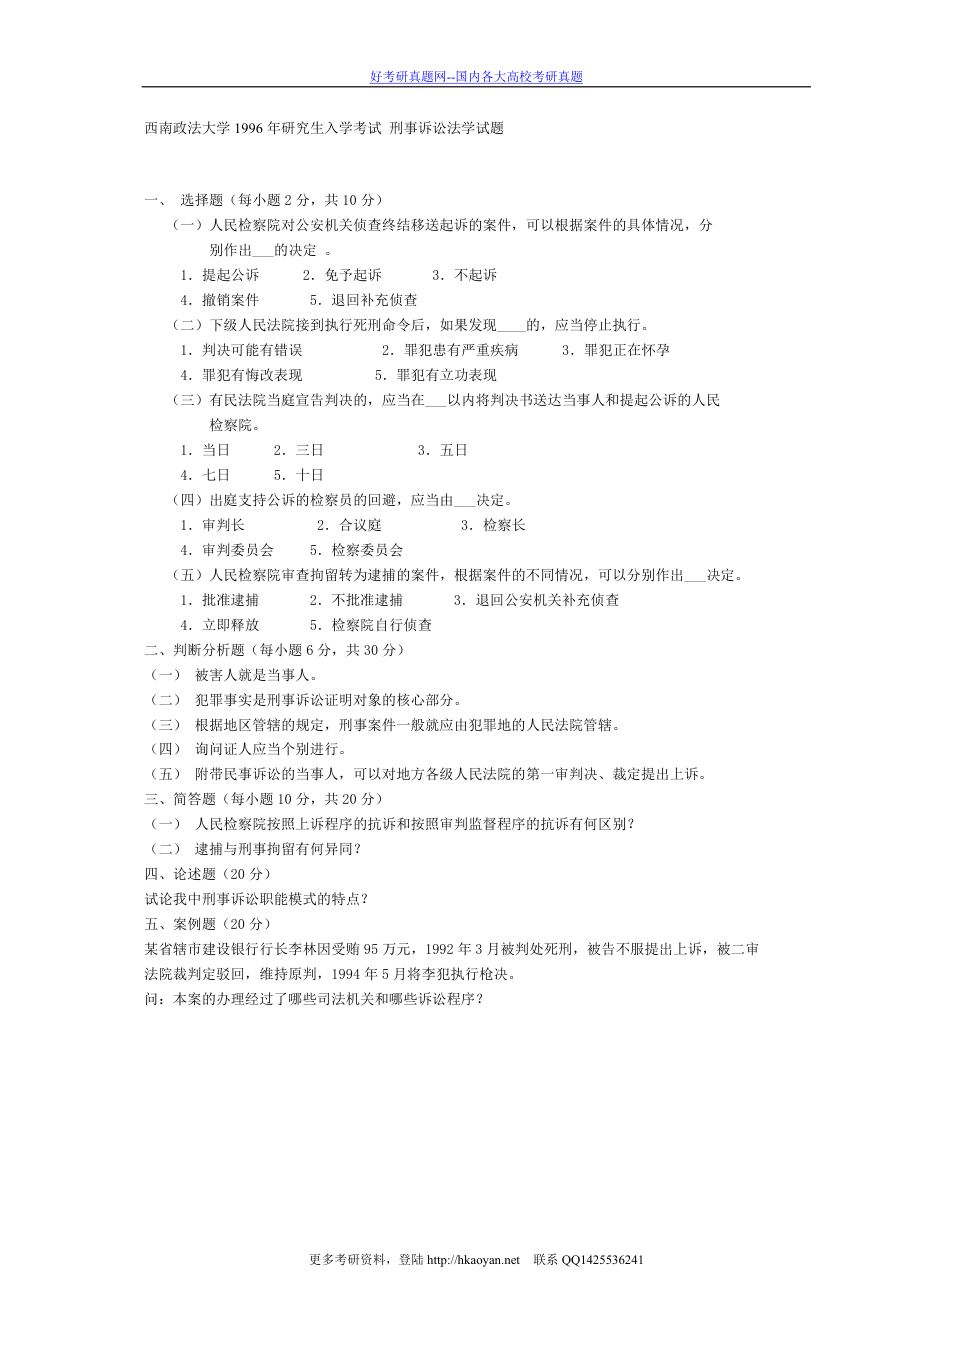 好考研真题网--国内各大高校考研真题
西南政法大学 1996 年研究生入学考试 刑事诉讼法学试题
一、 选择题（每小题 2 分，共 10 分）
（一）人民检察院对公安机关侦查终结移送起诉的案件，可以根据案件的具体情况，分
别作出___的决定 。
1．提起公诉 2．免予起诉 3．不起诉
4．撤销案件 5．退回补充侦查
（二）下级人民法院接到执行死刑命令后，如果发现____的，应当停止执行。
1．判决可能有错误 2．罪犯患有严重疾病 3．罪犯正在怀孕
4．罪犯有悔改表现 5．罪犯有立功表现
（三）有民法院当庭宣告判决的，应当在___以内将判决书送达当事人和提起公诉的人民
检察院。
1．当日 2．三日 3．五日
4．七日 5．十日
（四）出庭支持公诉的检察员的回避，应当由___决定。
1．审判长 2．合议庭 3．检察长
4．审判委员会 5．检察委员会
（五）人民检察院审查拘留转为逮捕的案件，根据案件的不同情况，可以分别作出___决定。
1．批准逮捕 2．不批准逮捕 3．退回公安机关补充侦查
4．立即释放 5．检察院自行侦查
二、判断分析题（每小题 6 分，共 30 分）
（一） 被害人就是当事人。
（二） 犯罪事实是刑事诉讼证明对象的核心部分。
（三） 根据地区管辖的规定，刑事案件一般就应由犯罪地的人民法院管辖。
（四） 询问证人应当个别进行。
（五） 附带民事诉讼的当事人，可以对地方各级人民法院的第一审判决、裁定提出上诉。
三、简答题（每小题 10 分，共 20 分）
（一） 人民检察院按照上诉程序的抗诉和按照审判监督程序的抗诉有何区别？
（二） 逮捕与刑事拘留有何异同？
四、论述题（20 分）
试论我中刑事诉讼职能模式的特点？
五、案例题（20 分）
某省辖市建设银行行长李林因受贿 95 万元，1992 年 3 月被判处死刑，被告不服提出上诉，被二审
法院裁判定驳回，维持原判，1994 年 5 月将李犯执行枪决。
问：本案的办理经过了哪些司法机关和哪些诉讼程序？
更多考研资料，登陆 http://hkaoyan.net 联系 QQ1425536241